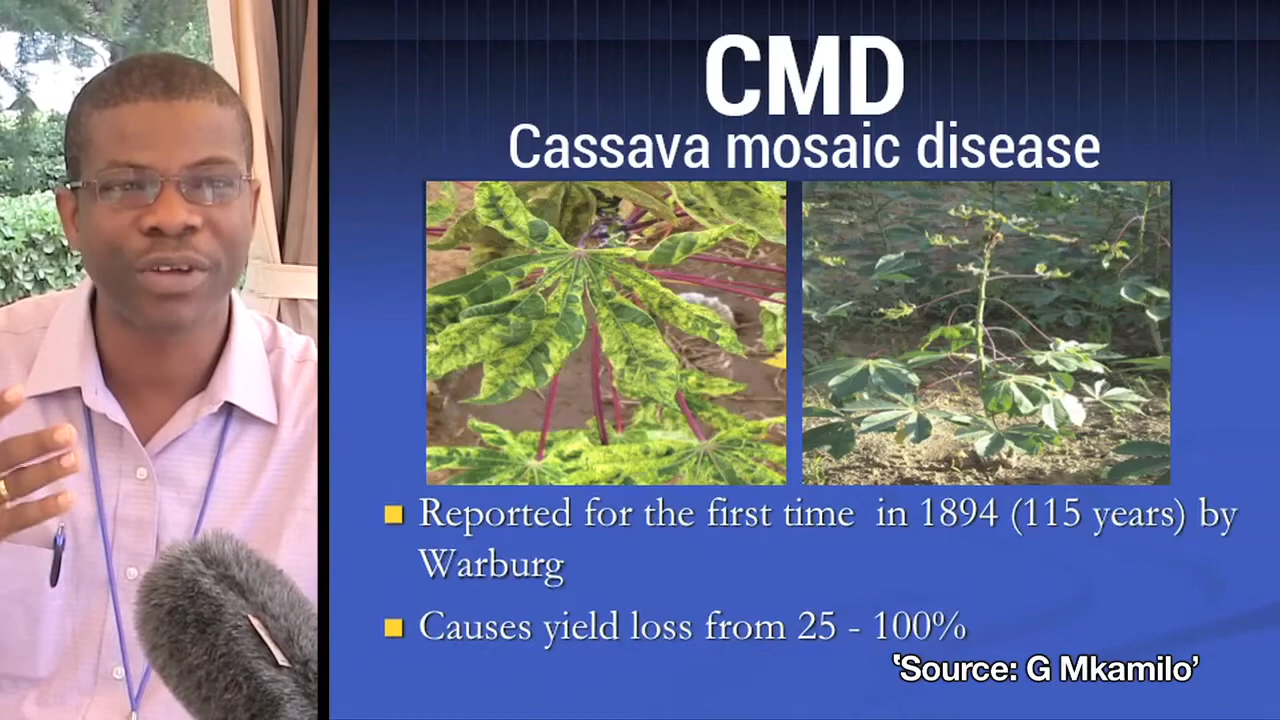 CMD
Cassava mosaic disease
Reported for the first time in 1894 (115 years) by
Warburg
Causes yield loss from 25 - 100%
‘Source: G Mkamilo’